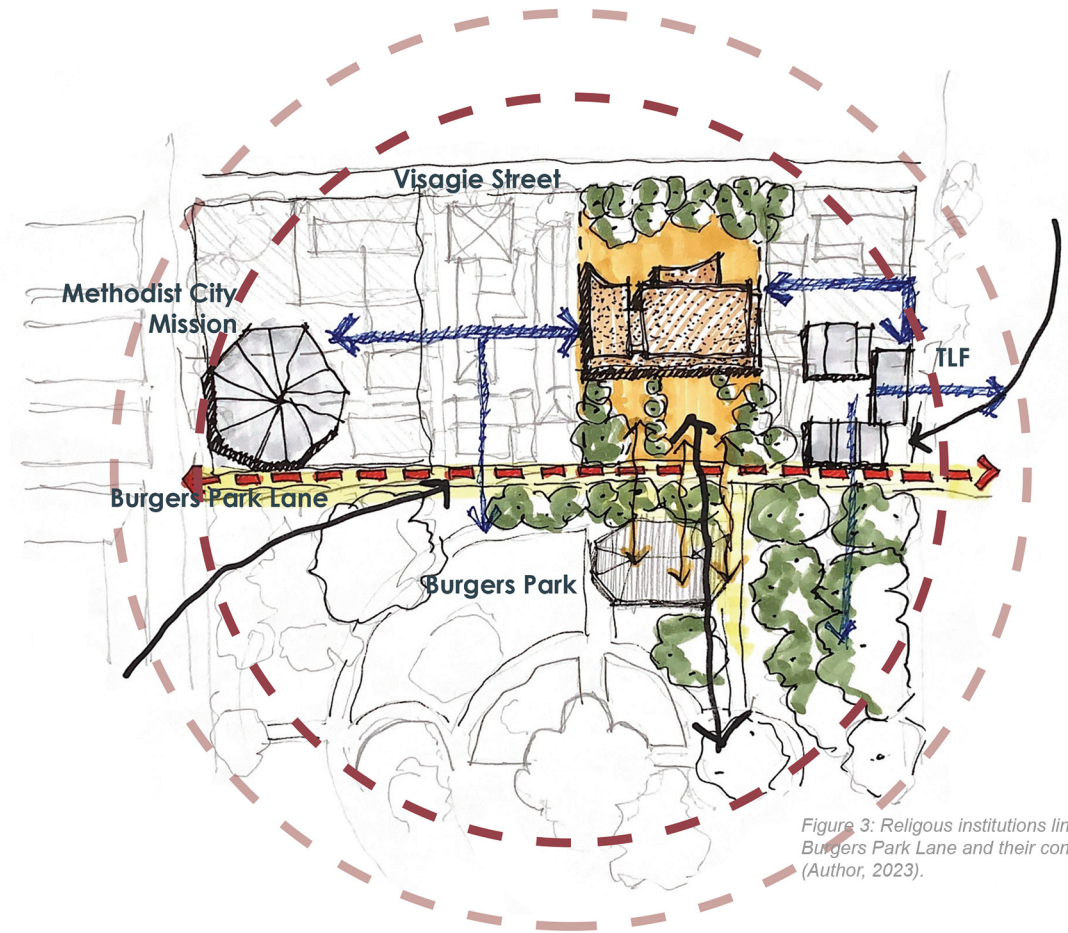 Visagie Street
Methodist City
Mission
TLF
Burgers Park Lane
Burgers Park
Figure 3: Religous institutions lin
Burgers Park Lane and their con
(Author, 2023).